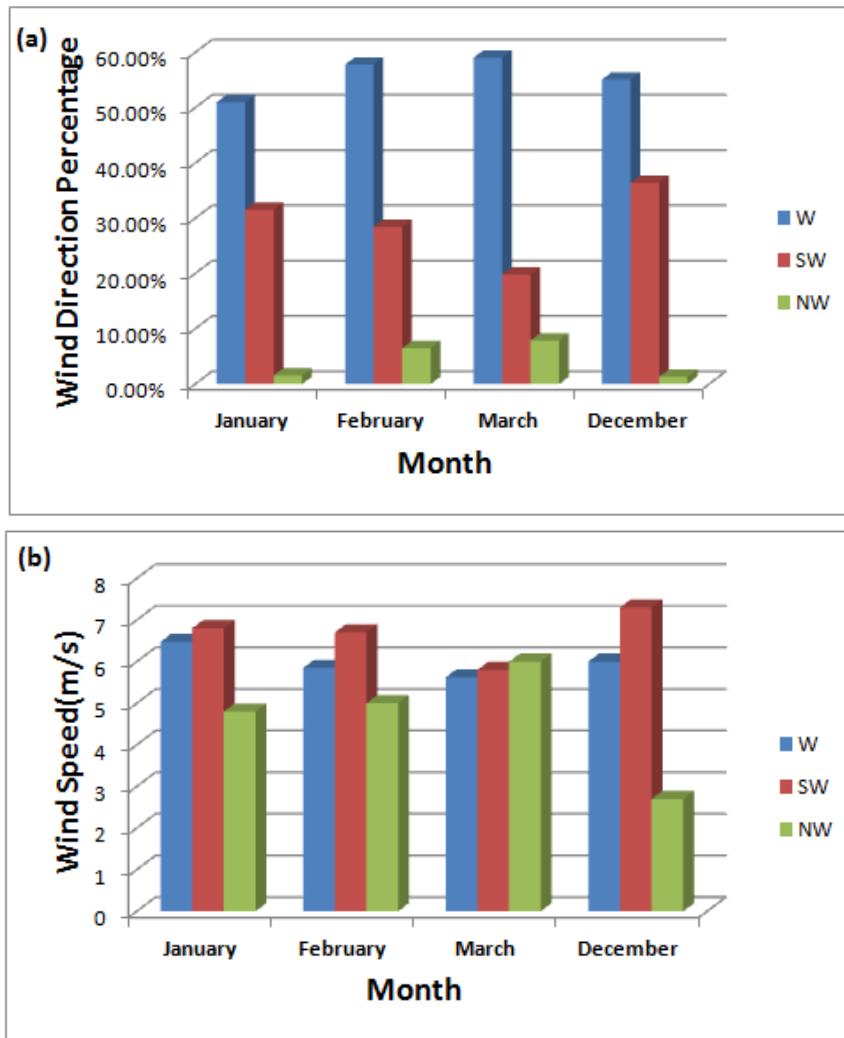 (a)
Wind Direction Percentage
60.00%
50.00%
40.00%
30.00%
20.00%
10.00%
0.00%
January February March December
Month
W
SW
NW
(b)
Wind Speed(m/s)
8
7
6
5
4
3
2
1
0
January February March December
Month
W
SW
NW